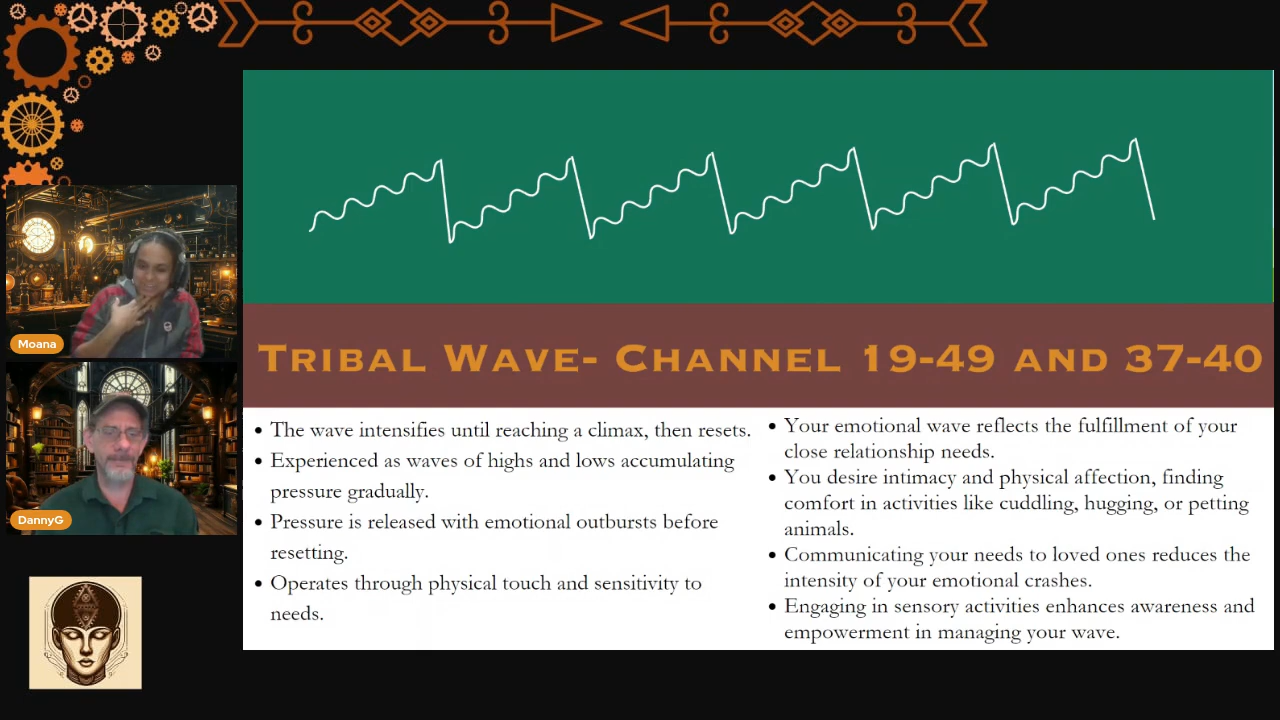 Moana
DannyG
TRIBAL WAVE- CHANNEL 19-49 AND 37-40
• The wave intensifies until reaching a climax, then resets.
• Experienced as waves of highs and lows accumulating
pressure gradually.
• Pressure is released with emotional outbursts before
resetting.
• Operates through physical touch and sensitivity to
needs.
• Your emotional wave reflects the fulfillment of your
close relationship needs.
• You desire intimacy and physical affection, finding
comfort in activities like cuddling, hugging, or petting
animals.
• Communicating your needs to loved ones reduces the
intensity of your emotional crashes.
• Engaging in sensory activities enhances awareness and
empowerment in managing your wave.